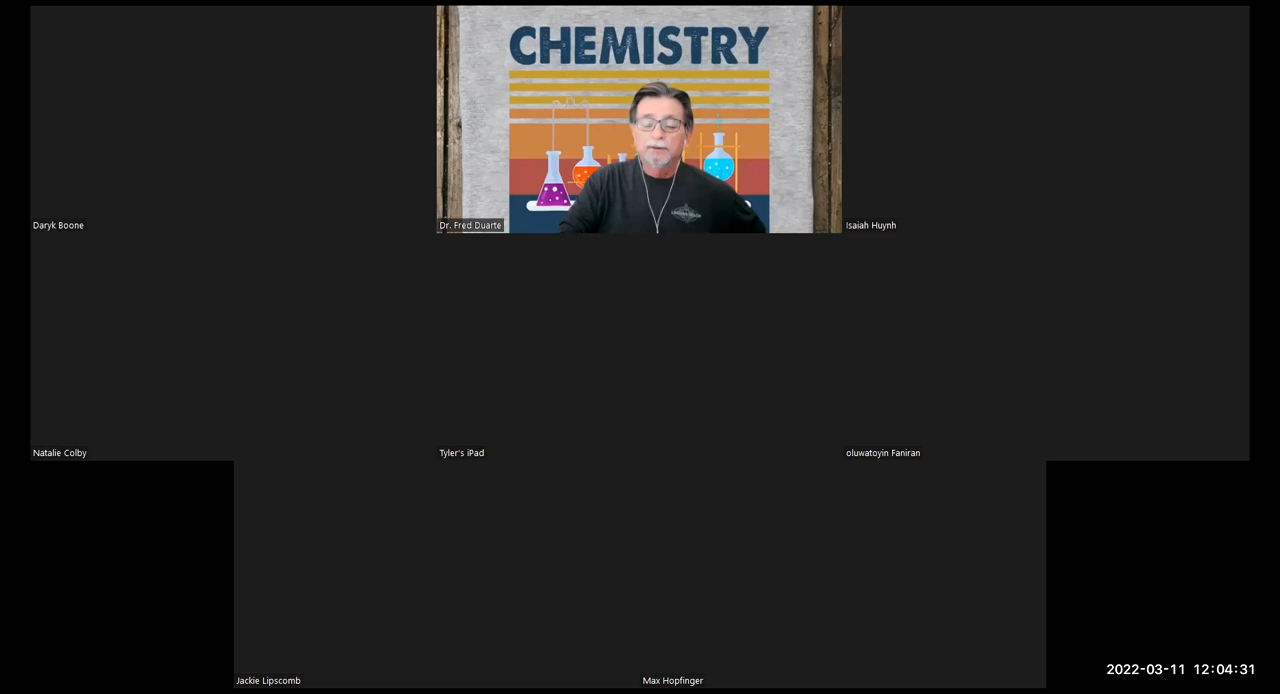 CHEMISTRY
Daryk Boone
Dr. Fred Duarte
Isaiah Huynh
Natalie Colby
Tyler's iPad
oluwatoyin Faniran
Jackie Lipscomb
Max Hopfinger
2022-03-11 12:04:31